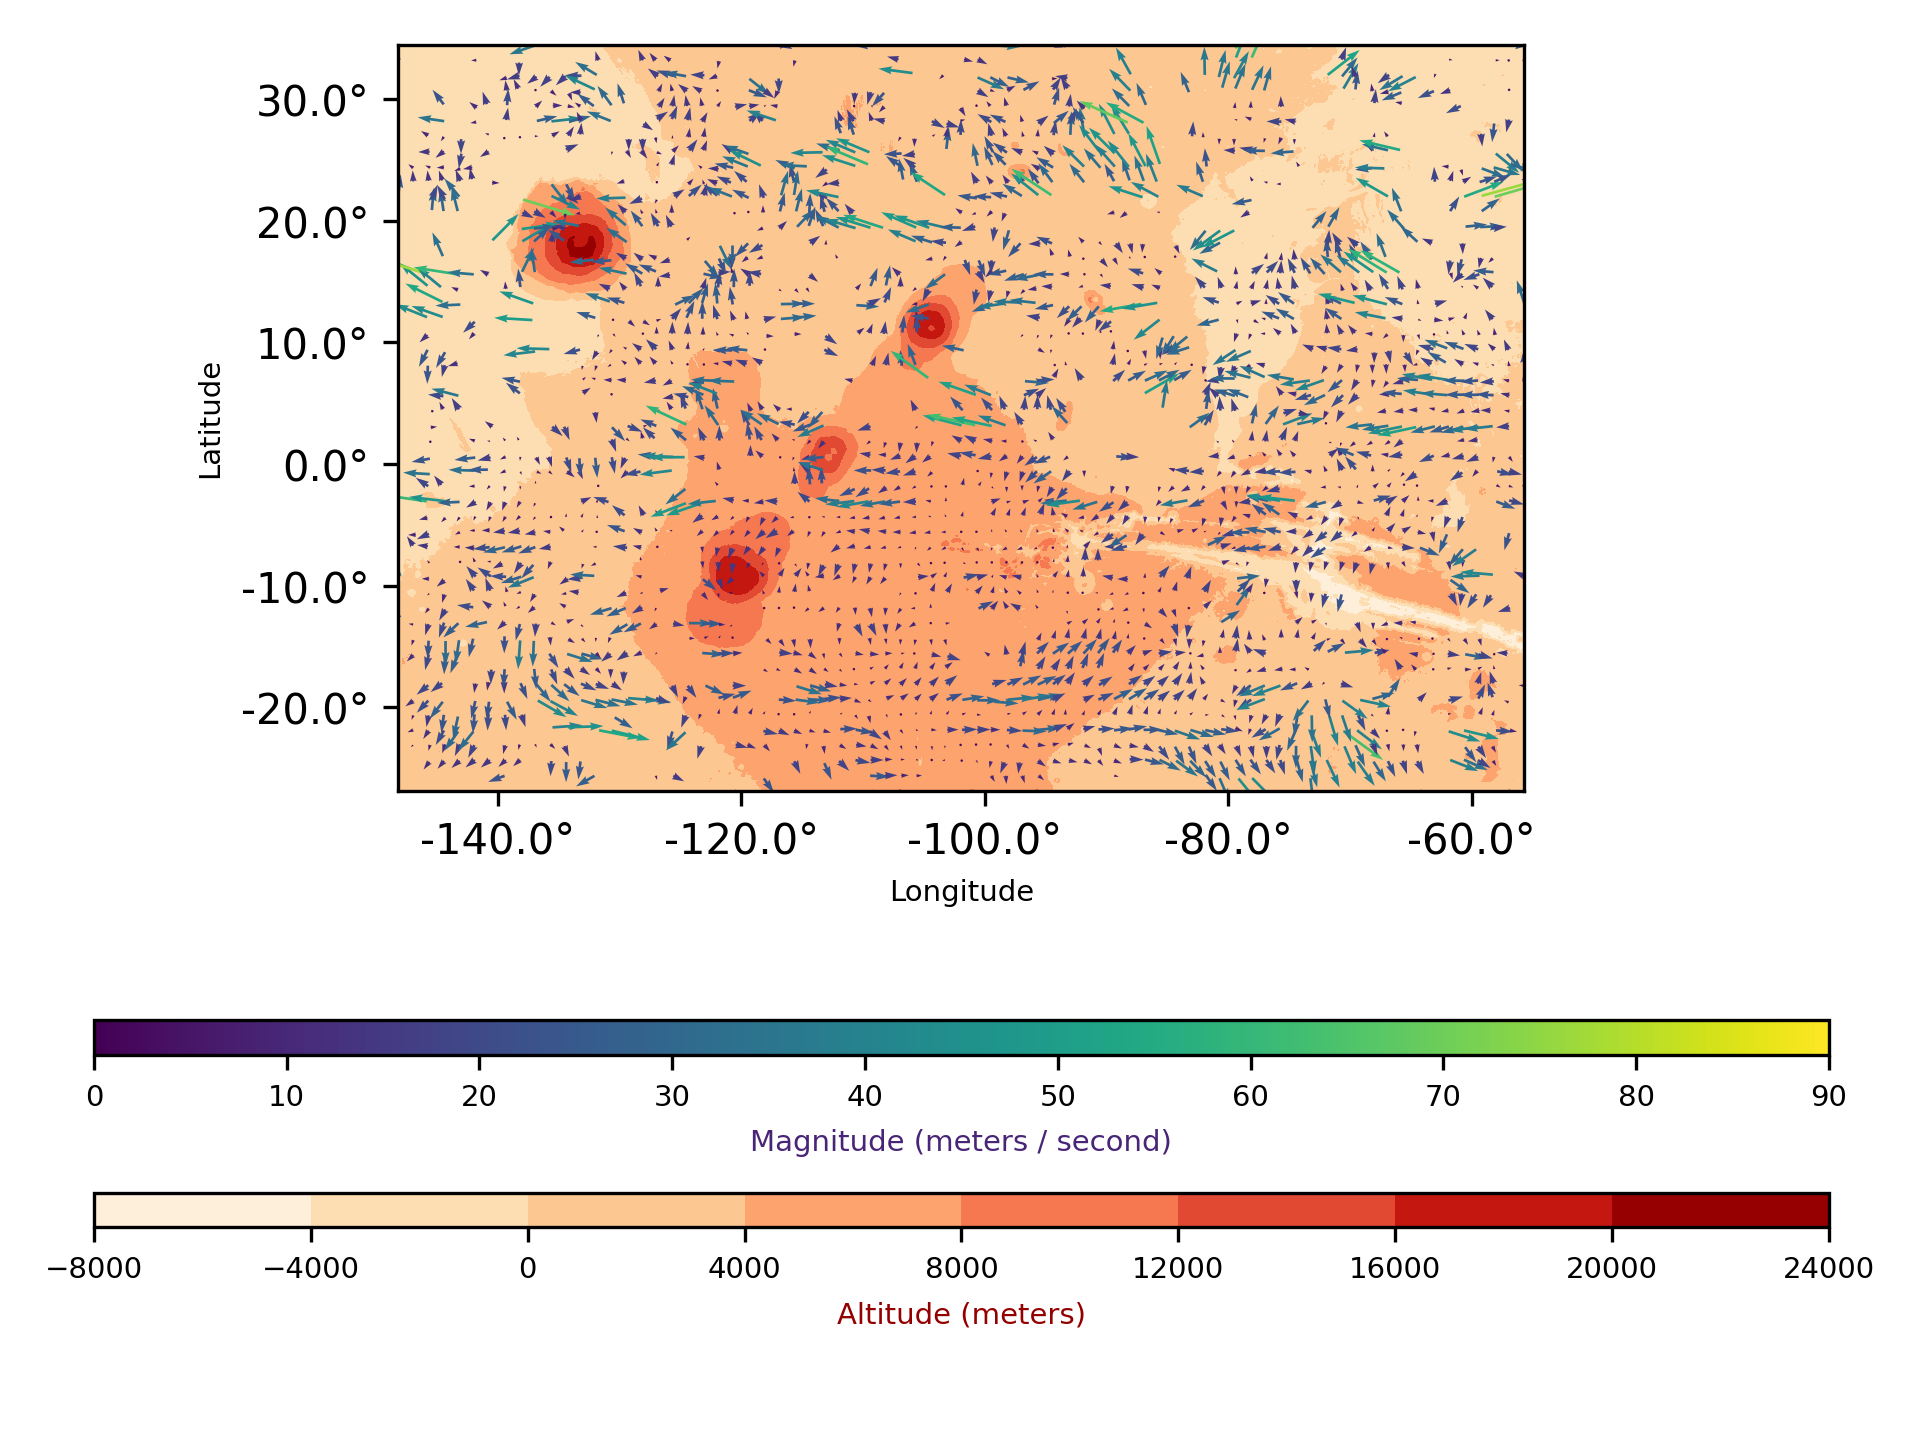 30.0°
20.0°
10.0°
0.0°
-10.0°
-20.0°
Latitude
-140.0° -120.0° -100.0° -80.0° -60.0°
Longitude
0 10 20 30 40 50 60 70 80 90
Magnitude (meters / second)
−8000 −4000 0 4000 8000 12000 16000 20000 24000
Altitude (meters)